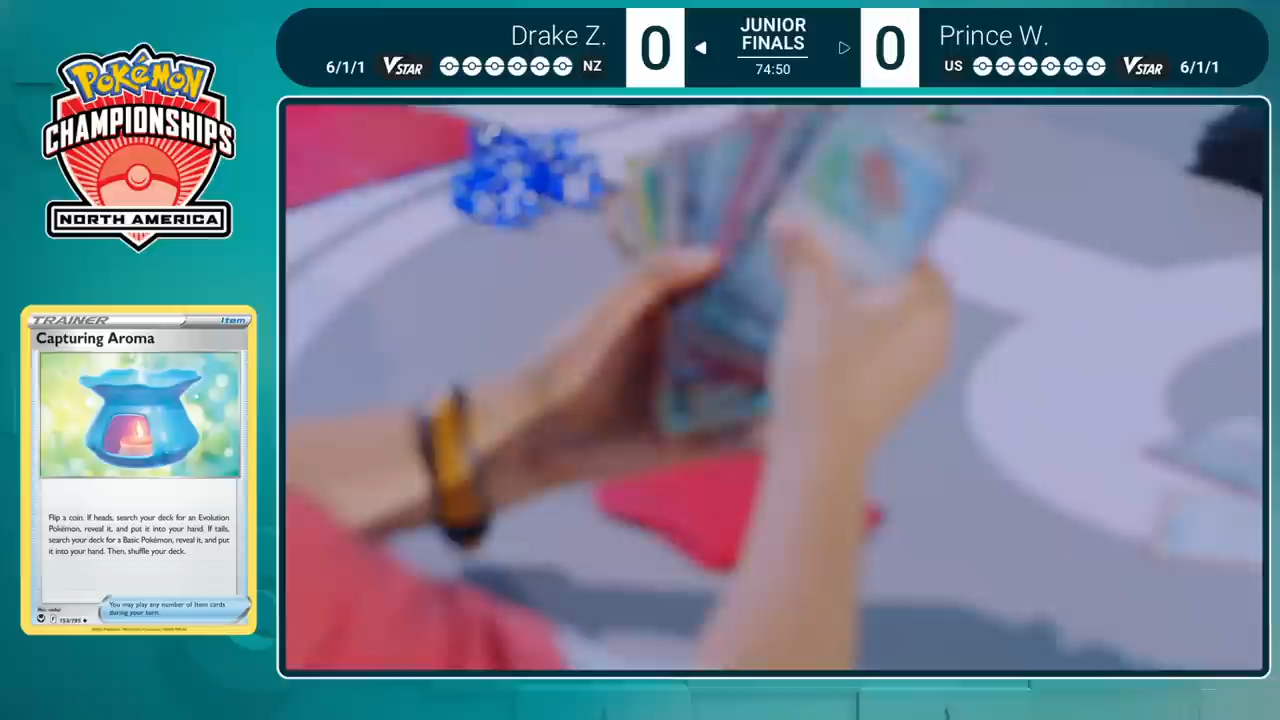 Drake Z.
0
JUNIOR
FINALS
0
Prince W.
6/1/1
VSTAR
NZ
74:50
US
VSTAR
6/1/1
POKéMON
CHAMPIONSHIPS
NORTH AMERICA
TRAINER
Item
Capturing Aroma
Flip a coin. If heads, search your deck for an Evolution
Pokémon, reveal it, and put it into your hand. If tails,
search your deck for a Basic Pokémon, reveal it, and put
it into your hand. Then, shuffle your deck.
You may play any number of Item cards
during your turn.
F
153/195